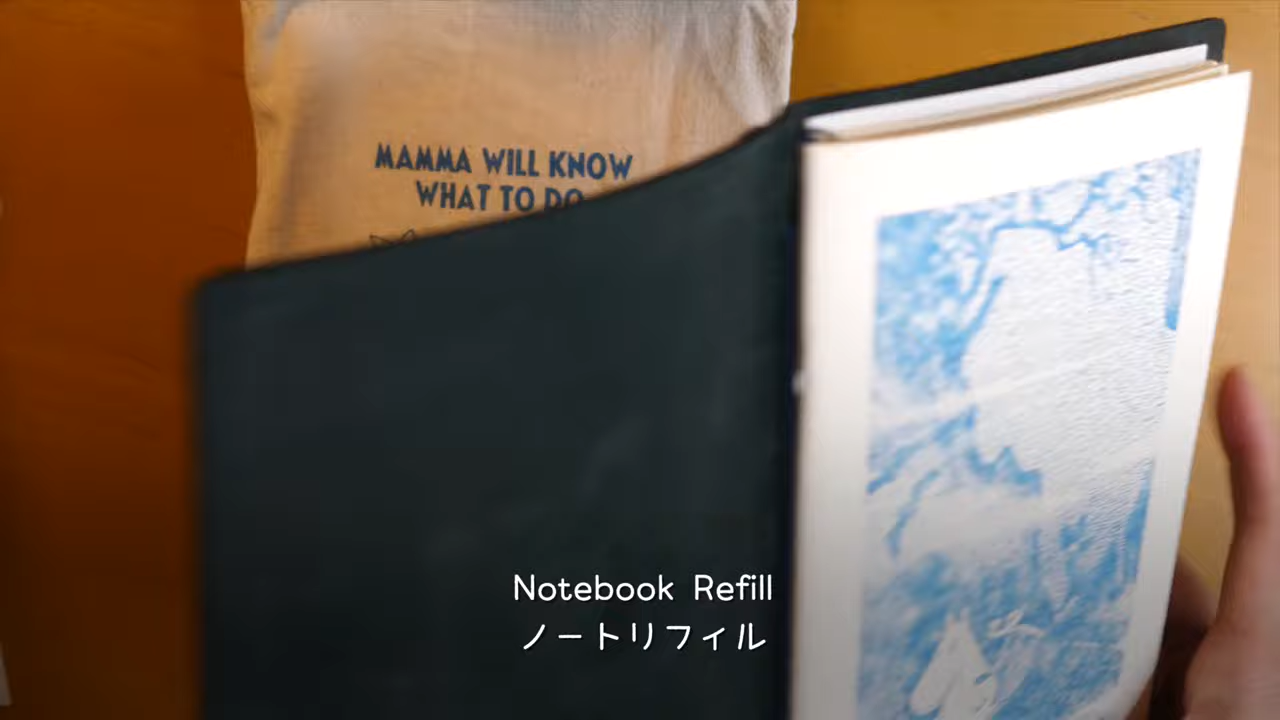 MAMMA WILL KNOW
WHAT TO DO
Notebook Refill
ノートリフィル